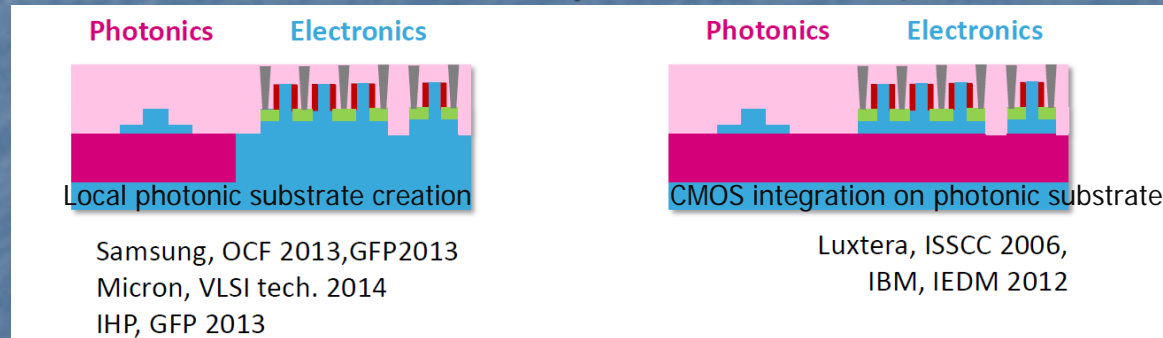 Photonics Electronics
Local photonic substrate creation
Samsung, OCF 2013,GFP2013
Micron, VLSI tech. 2014
IHP, GFP 2013
Photonics Electronics
CMOS integration on photonic substrate
Luxtera, ISSCC 2006,
IBM, IEDM 2012